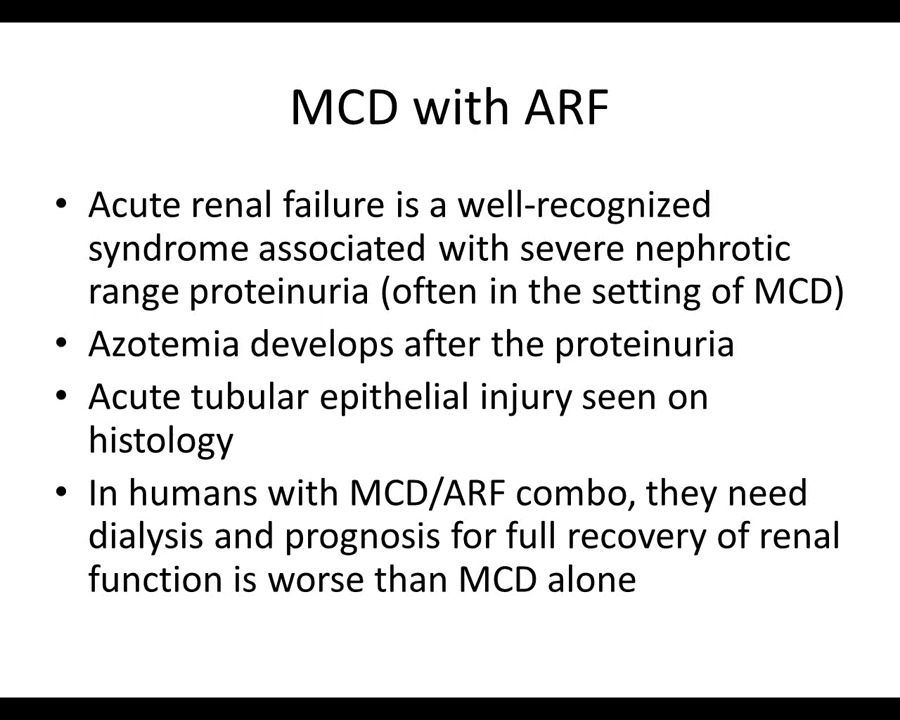 MCD with ARF
• Acute renal failure is a well-recognized
syndrome associated with severe nephrotic
range proteinuria (often in the setting of MCD)
• Azotemia develops after the proteinuria
• Acute tubular epithelial injury seen on
histology
• In humans with MCD/ARF combo, they need
dialysis and prognosis for full recovery of renal
function is worse than MCD alone